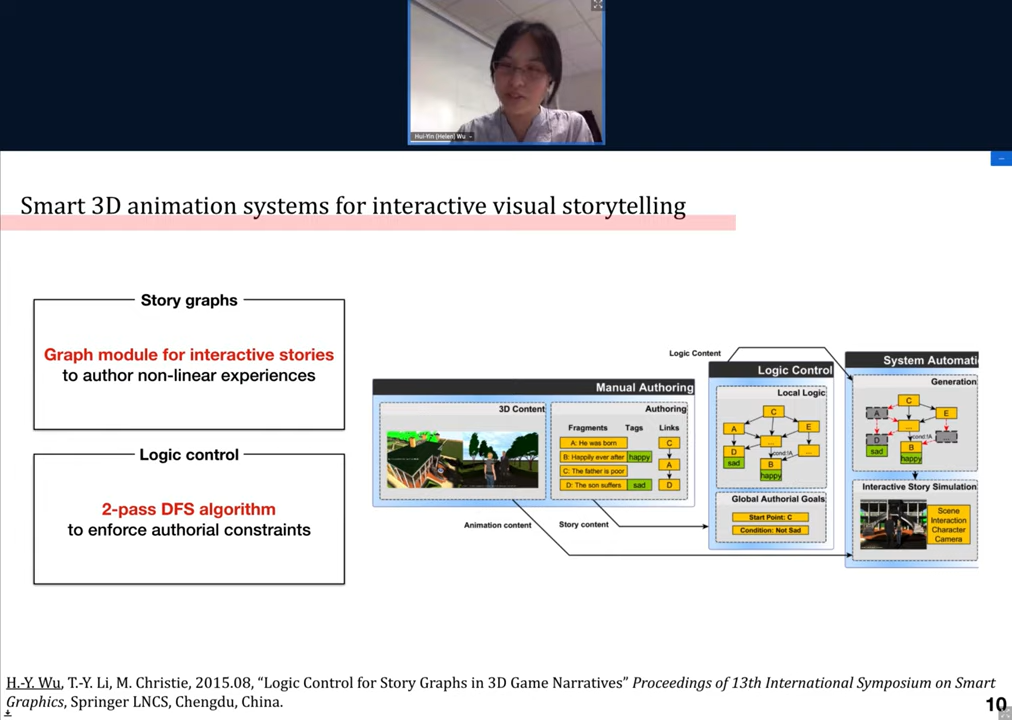 Hui-Yin (Helen) Wu
Smart 3D animation systems for interactive visual storytelling
Story graphs
Graph module for interactive stories
to author non-linear experiences
Logic control
2-pass DFS algorithm
to enforce authorial constraints
Manual Authoring
3D Content
Authoring
Fragments Tags Links
A: He was born
B: Happily ever after happy
C: The father is poor
D: The son suffers sad
C
A
D
Animation content
Story content
Logic Content
Logic Control
Local Logic
C
A
E
...
D
...
sad
cond:!A
B
happy
Global Authorial Goals
Start Point: C
Condition: Not Sad
System Automati
Generation
C
A
E
...
D
...
sad
cond:!A
B
happy
Interactive Story Simulation
Scene
Interaction
Character
Camera
H.-Y. Wu, T.-Y. Li, M. Christie, 2015.08, “Logic Control for Story Graphs in 3D Game Narratives” Proceedings of 13th International Symposium on Smart
Graphics, Springer LNCS, Chengdu, China.
10